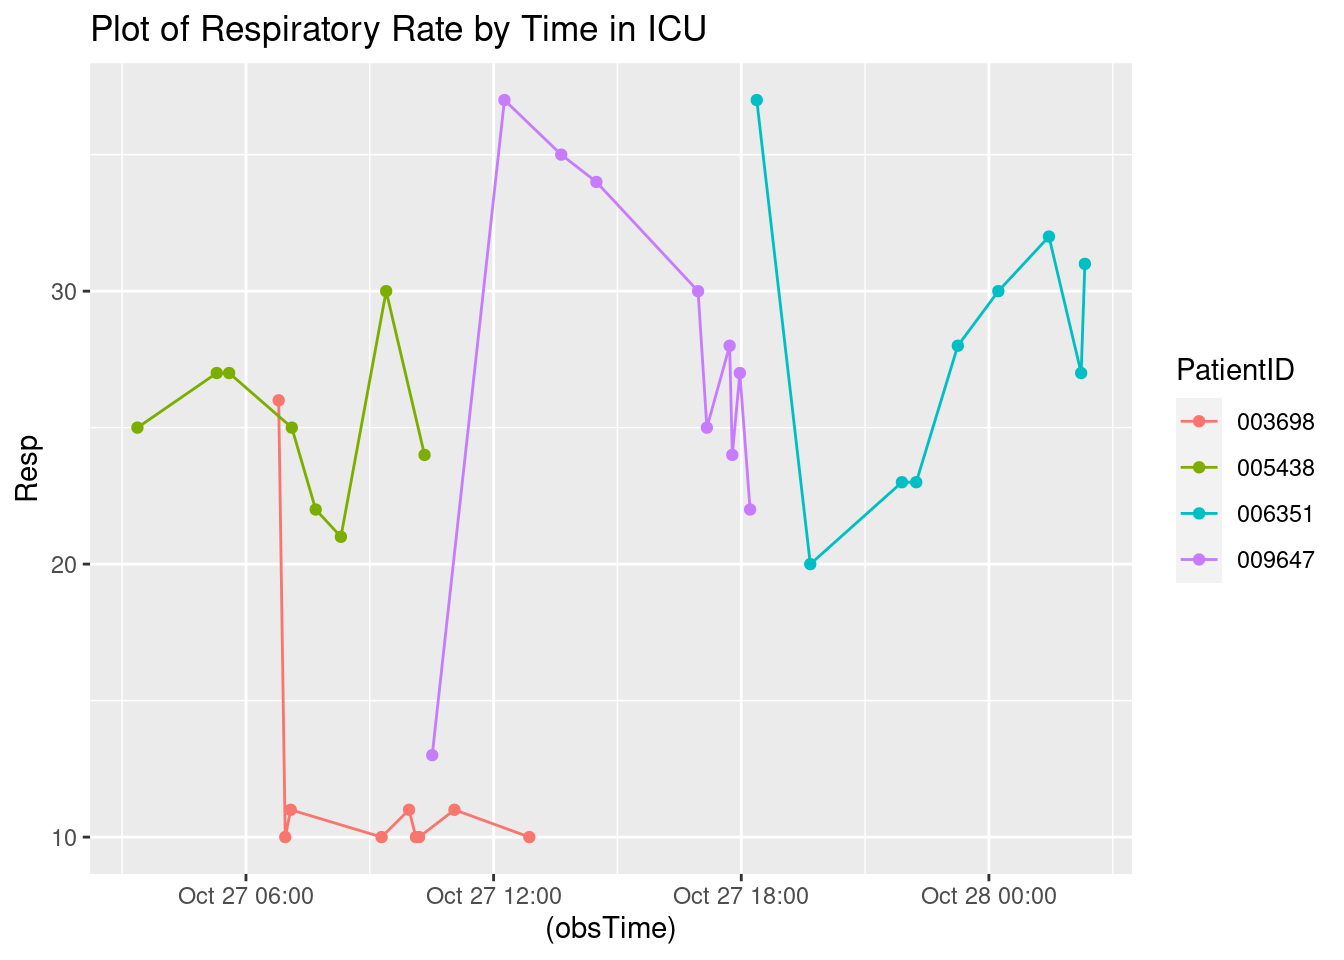 Plot of Respiratory Rate by Time in ICU
Resp
30
20
10
Oct 27 06:00
Oct 27 12:00
Oct 27 18:00
Oct 28 00:00
(obsTime)
PatientID
003698
005438
006351
009647